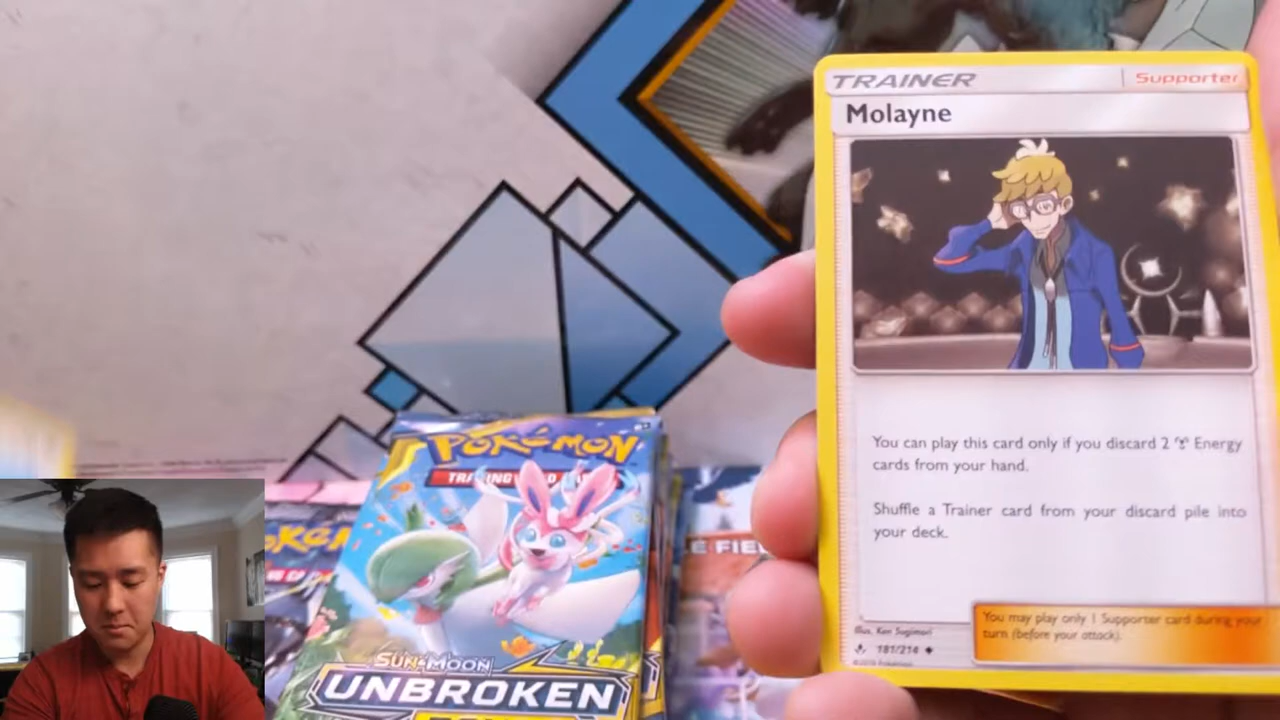 TRAINER
Supporter
Molayne
You can play this card only if you discard 2 Energy
cards from your hand.
Shuffle a Trainer card from your discard pile into
your deck.
You may play only 1 Supporter card during your
turn (before your attack).
Illus. Ken Sugimori
181/214
©2019 Pokémon
POKÉMON
SUN & MOON
UNBROKEN